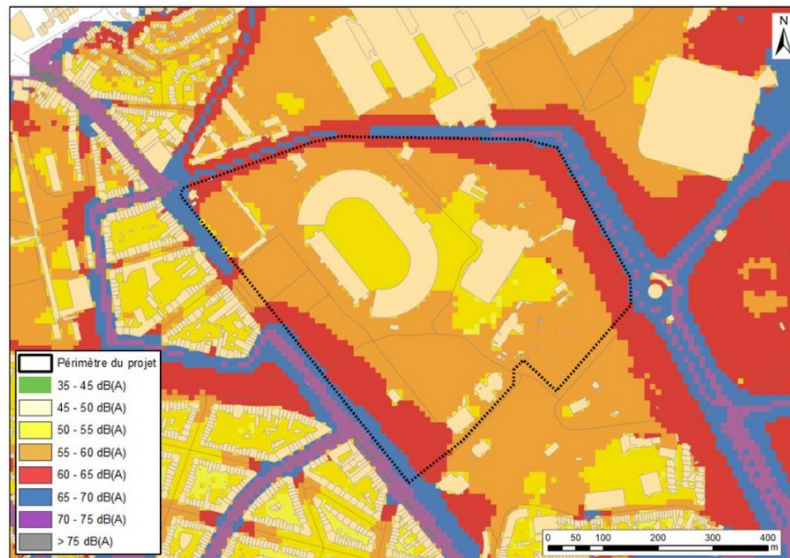 N
Périmètre du projet
35 - 45 dB(A)
45 - 50 dB(A)
50 - 55 dB(A)
55 - 60 dB(A)
60 - 65 dB(A)
65 - 70 dB(A)
70 - 75 dB(A)
> 75 dB(A)
0 50 100 200 300 400
m